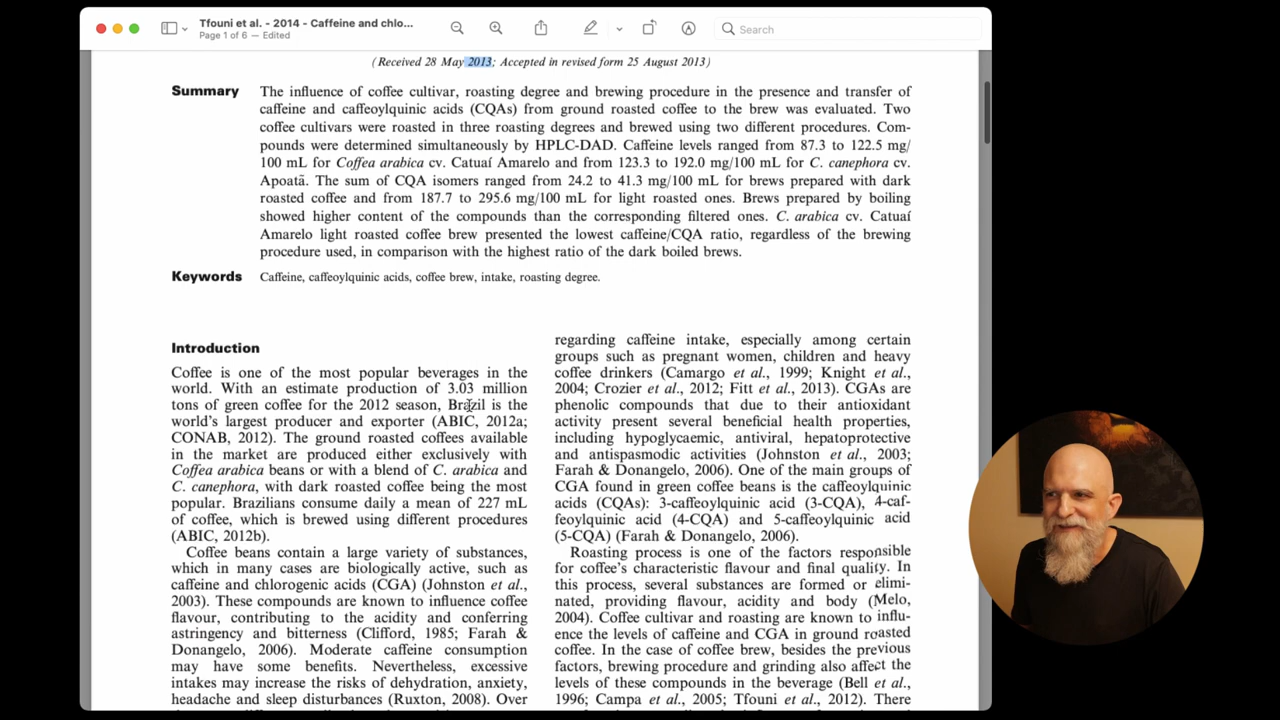 Tfouni et al. - 2014 - Caffeine and chlo...
Page 1 of 6 — Edited
Search
(Received 28 May 2013; Accepted in revised form 25 August 2013)
Summary
The influence of coffee cultivar, roasting degree and brewing procedure in the presence and transfer of
caffeine and caffeoylquinic acids (CQAs) from ground roasted coffee to the brew was evaluated. Two
coffee cultivars were roasted in three roasting degrees and brewed using two different procedures. Com-
pounds were determined simultaneously by HPLC-DAD. Caffeine levels ranged from 87.3 to 122.5 mg/
100 mL for Coffea arabica cv. Catuaí Amarelo and from 123.3 to 192.0 mg/100 mL for C. canephora cv.
Apoatã. The sum of CQA isomers ranged from 24.2 to 41.3 mg/100 mL for brews prepared with dark
roasted coffee and from 187.7 to 295.6 mg/100 mL for light roasted ones. Brews prepared by boiling
showed higher content of the compounds than the corresponding filtered ones. C. arabica cv. Catuaí
Amarelo light roasted coffee brew presented the lowest caffeine/CQA ratio, regardless of the brewing
procedure used, in comparison with the highest ratio of the dark boiled brews.
Keywords
Caffeine, caffeoylquinic acids, coffee brew, intake, roasting degree.
Introduction
Coffee is one of the most popular beverages in the
world. With an estimate production of 3.03 million
tons of green coffee for the 2012 season, Brazil is the
world's largest producer and exporter (ABIC, 2012a;
CONAB, 2012). The ground roasted coffees available
in the market are produced either exclusively with
Coffea arabica beans or with a blend of C. arabica and
C. canephora, with dark roasted coffee being the most
popular. Brazilians consume daily a mean of 227 mL
of coffee, which is brewed using different procedures
(ABIC, 2012b).
Coffee beans contain a large variety of substances,
which in many cases are biologically active, such as
caffeine and chlorogenic acids (CGA) (Johnston et al.,
2003). These compounds are known to influence coffee
flavour, contributing to the acidity and conferring
astringency and bitterness (Clifford, 1985; Farah &
Donangelo, 2006). Moderate caffeine consumption
may have some benefits. Nevertheless, excessive
intakes may increase the risks of dehydration, anxiety,
headache and sleep disturbances (Ruxton, 2008). Over
regarding caffeine intake, especially among certain
groups such as pregnant women, children and heavy
coffee drinkers (Camargo et al., 1999; Knight et al.,
2004; Crozier et al., 2012; Fitt et al., 2013). CGAs are
phenolic compounds that due to their antioxidant
activity present several beneficial health properties,
including hypoglycaemic, antiviral, hepatoprotective
and antispasmodic activities (Johnston et al., 2003;
Farah & Donangelo, 2006). One of the main groups of
CGA found in green coffee beans is the caffeoylquinic
acids (CQAs): 3-caffeoylquinic acid (3-CQA), 4-caf-
feoylquinic acid (4-CQA) and 5-caffeoylquinic acid
(5-CQA) (Farah & Donangelo, 2006).
Roasting process is one of the factors responsible
for coffee's characteristic flavour and final quality. In
this process, several substances are formed or elimi-
nated, providing flavour, acidity and body (Melo,
2004). Coffee cultivar and roasting are known to influ-
ence the levels of caffeine and CGA in ground roasted
coffee. In the case of coffee brew, besides the previous
factors, brewing procedure and grinding also affect the
levels of these compounds in the beverage (Bell et al.,
1996; Campa et al., 2005; Tfouni et al., 2012). There